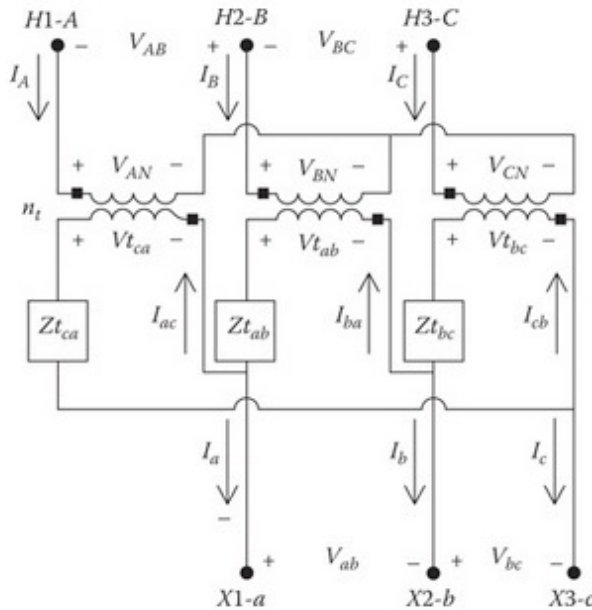 H1-A − V_AB + H2-B − V_BC + H3-C
I_A I_B I_C
+ V_AN − + V_BN − + V_CN −
n_t
+ Vt_ca − + Vt_ab − + Vt_bc −
Zt_ca I_ac Zt_ab I_ba Zt_bc I_cb
I_a I_b I_c
−
+ V_ab − + V_bc −
X1-a X2-b X3-c